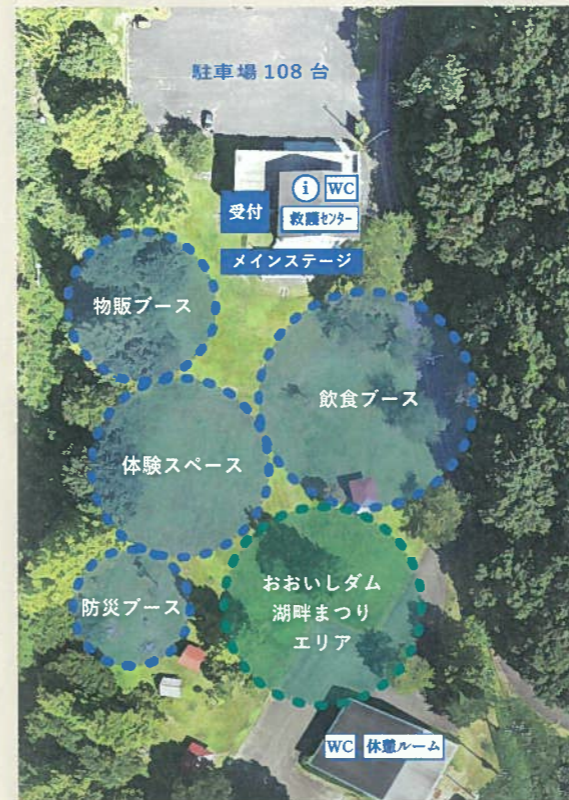 駐車場108台
i WC
受付
救護センター
メインステージ
物販ブース
飲食ブース
体験スペース
防災ブース
おおいしダム
湖畔まつり
エリア
WC 休憩ルーム